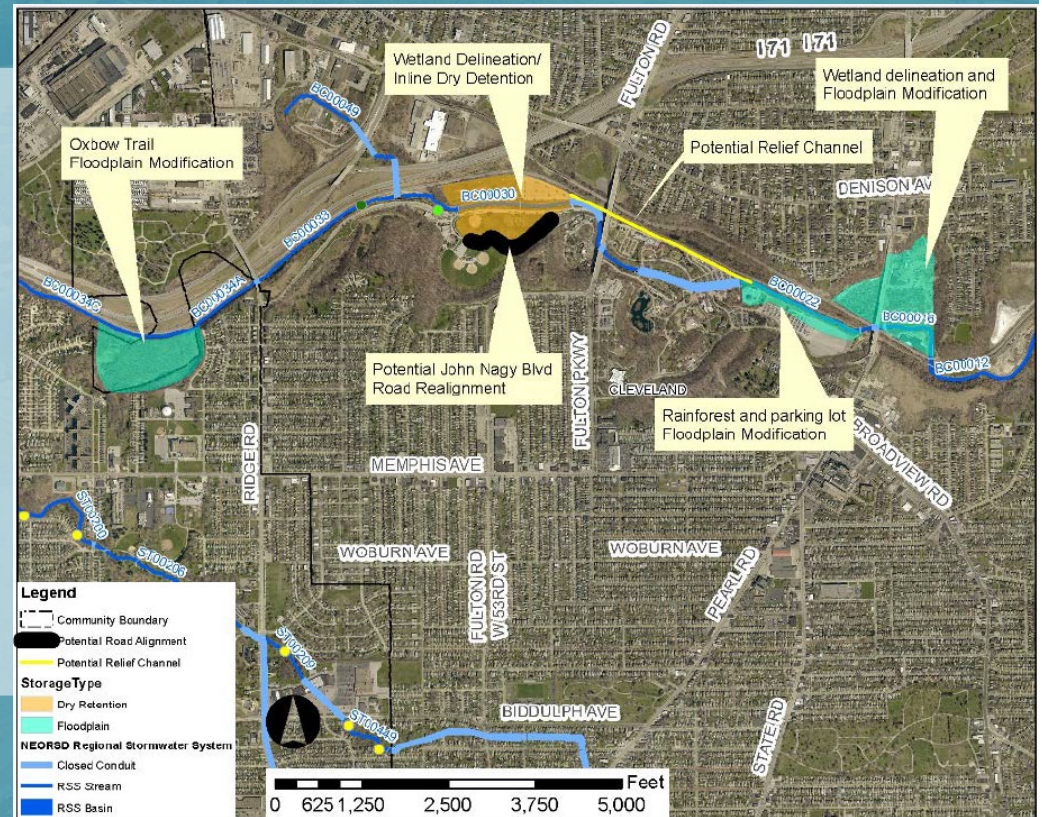 I 71 I 71
FULTON RD
Wetland Delineation/
Inline Dry Detention
Wetland delineation and
Floodplain Modification
BC00049
Oxbow Trail
Floodplain Modification
Potential Relief Channel
DENISON AV
BC00030
BC00033
BC00034A
BC00034C
BC00022
BC00016
BC00012
Potential John Nagy Blvd
Road Realignment
FULTON PKWY
CLEVELAND
Rainforest and parking lot
Floodplain Modification
BROADVIEW RD
RIDGE RD
MEMPHIS AVE
ST00200
ST00206
WOBURN AVE
WOBURN AVE
FULTON RD
W 53RD ST
PEARL RD
ST00209
ST00449
BIDDULPH AVE
STATE RD
Legend
Community Boundary
Potential Road Alignment
Potential Relief Channel
StorageType
Dry Retention
Floodplain
NEORSD Regional Stormwater System
Closed Conduit
RSS Stream
RSS Basin
Feet
0 625 1,250 2,500 3,750 5,000